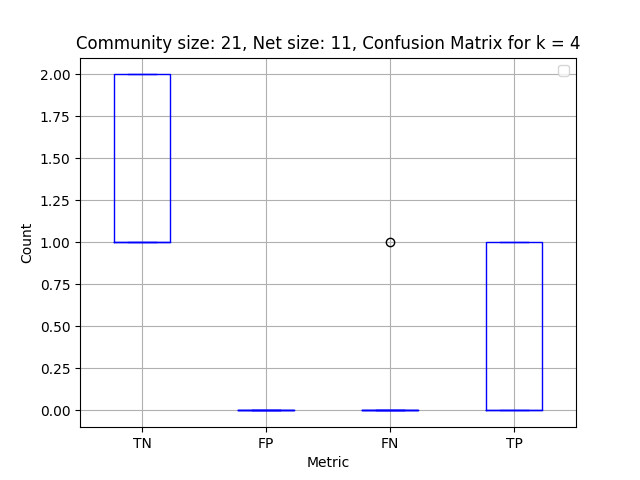 Community size: 21, Net size: 11, Confusion Matrix for k = 4
2.00
1.75
1.50
1.25
1.00
0.75
0.50
0.25
0.00
Count
TN FP FN TP
Metric